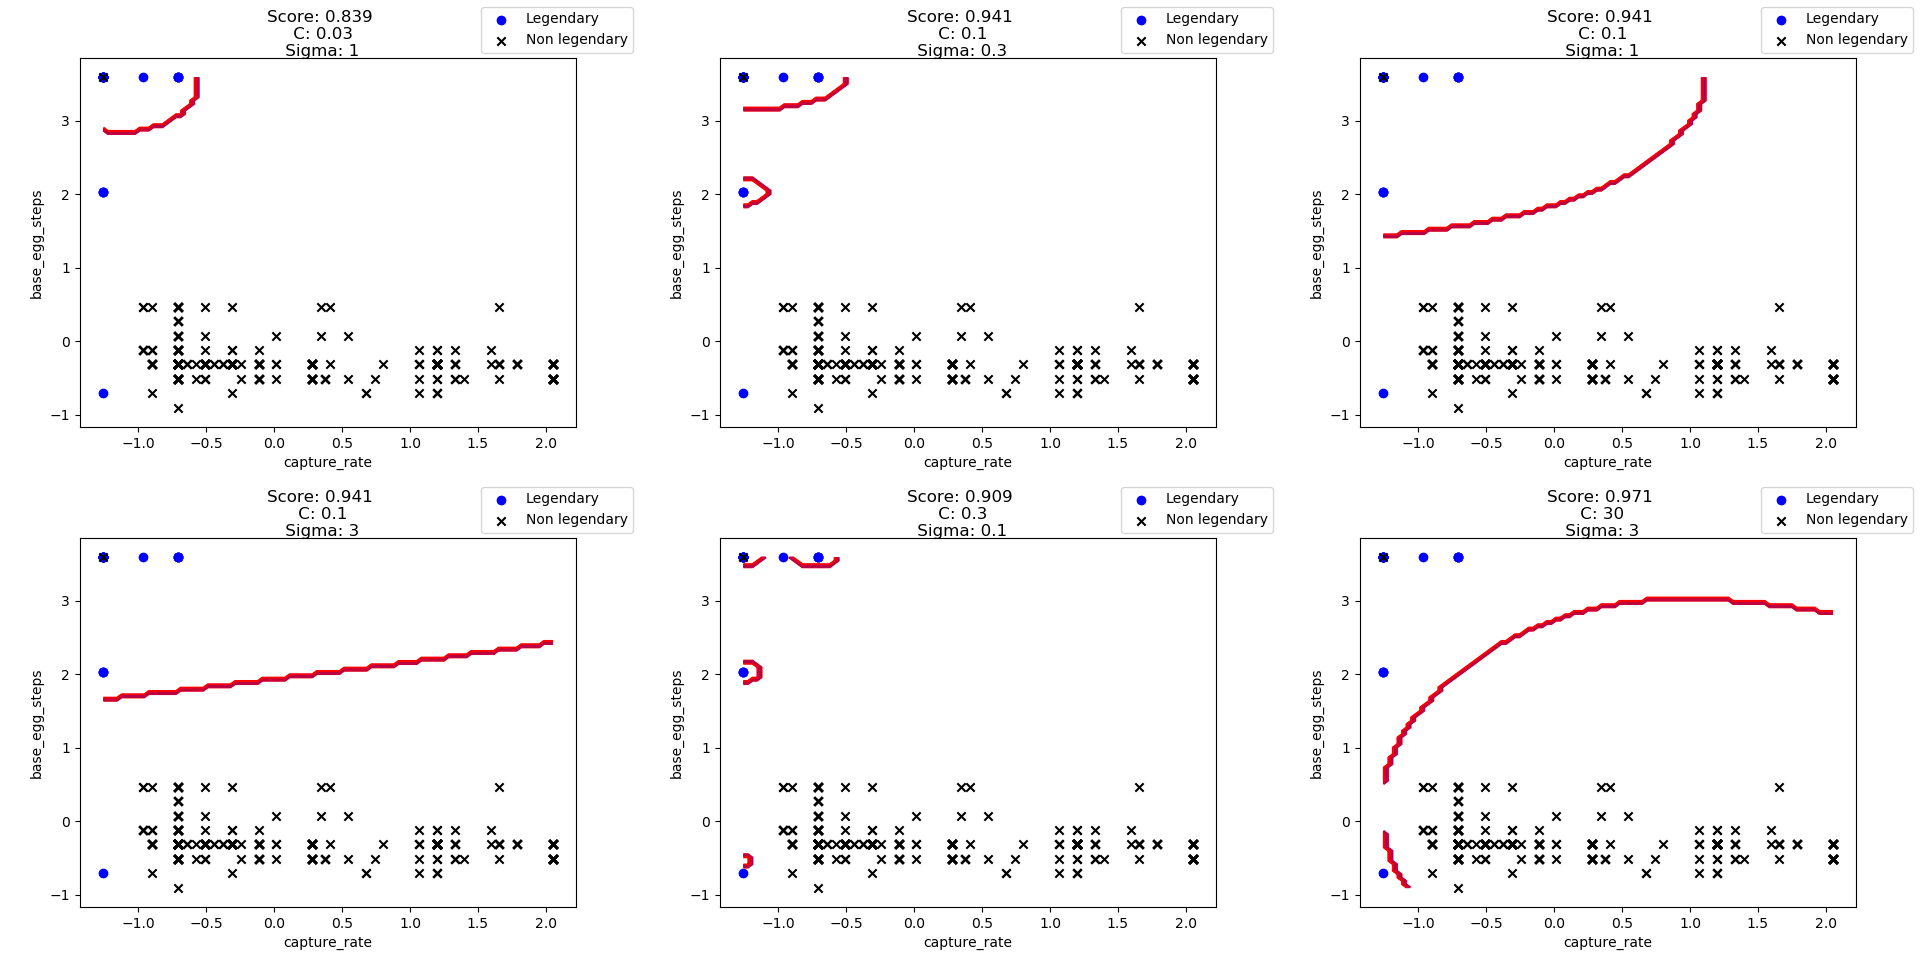 Score: 0.839
C: 0.03
Sigma: 1
Legendary
Non legendary
base_egg_steps
3
2
1
0
−1
−1.0 −0.5 0.0 0.5 1.0 1.5 2.0
capture_rate
Score: 0.941
C: 0.1
Sigma: 0.3
Legendary
Non legendary
base_egg_steps
3
2
1
0
−1
−1.0 −0.5 0.0 0.5 1.0 1.5 2.0
capture_rate
Score: 0.941
C: 0.1
Sigma: 1
Legendary
Non legendary
base_egg_steps
3
2
1
0
−1
−1.0 −0.5 0.0 0.5 1.0 1.5 2.0
capture_rate
Score: 0.941
C: 0.1
Sigma: 3
Legendary
Non legendary
base_egg_steps
3
2
1
0
−1
−1.0 −0.5 0.0 0.5 1.0 1.5 2.0
capture_rate
Score: 0.909
C: 0.3
Sigma: 0.1
Legendary
Non legendary
base_egg_steps
3
2
1
0
−1
−1.0 −0.5 0.0 0.5 1.0 1.5 2.0
capture_rate
Score: 0.971
C: 30
Sigma: 3
Legendary
Non legendary
base_egg_steps
3
2
1
0
−1
−1.0 −0.5 0.0 0.5 1.0 1.5 2.0
capture_rate